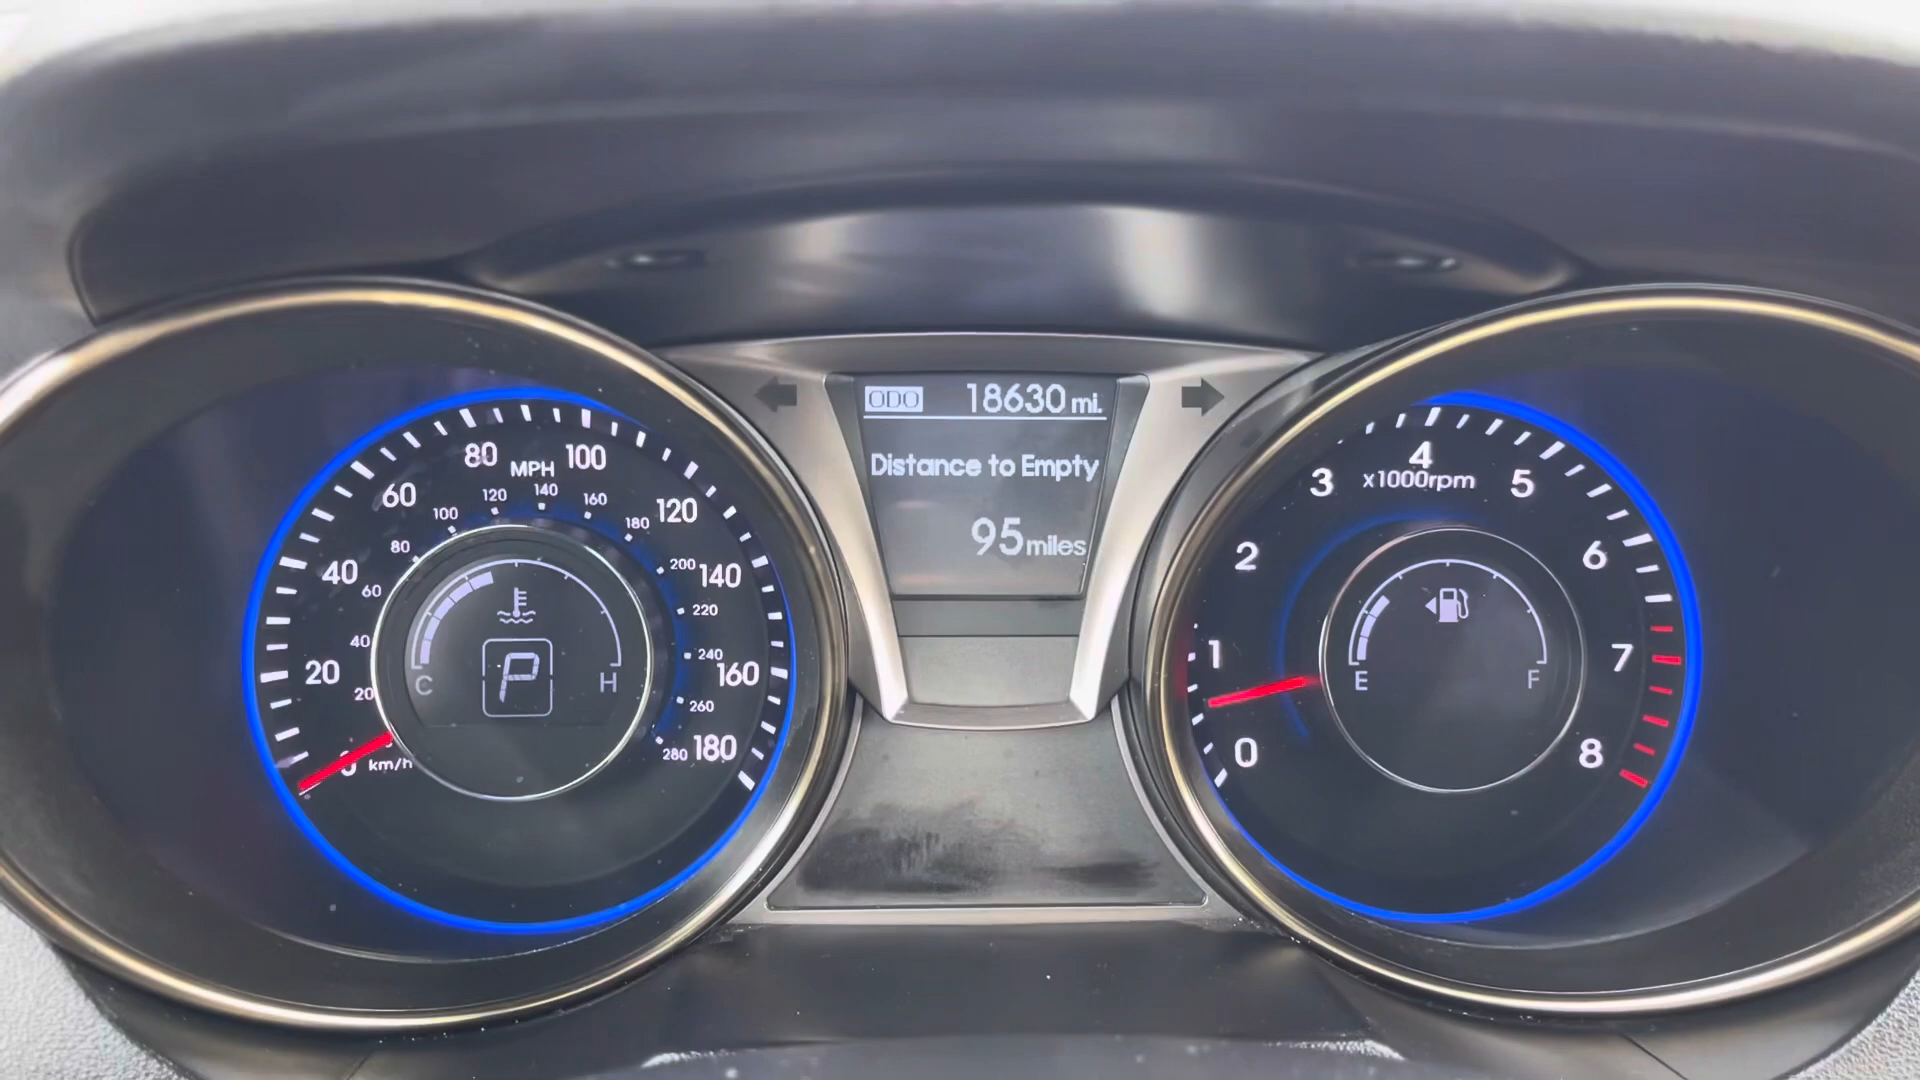 ODO 18630 mi.
Distance to Empty
95 miles
MPH
0 20 40 60 80 100 120 140 160 180
km/h
20 40 60 80 100 120 140 160 180 200 220 240 260 280
C H
P
x1000rpm
0 1 2 3 4 5 6 7 8
E F